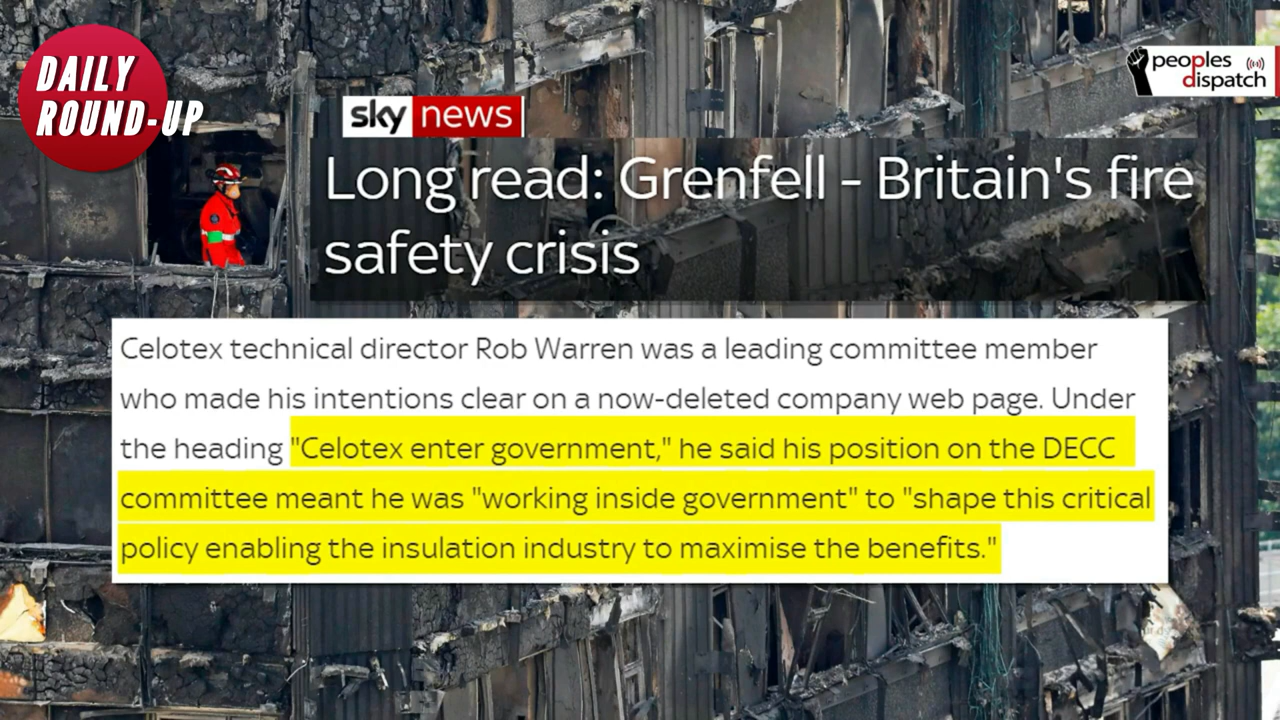 DAILY
ROUND-UP
peoples
dispatch
sky news
Long read: Grenfell - Britain's fire
safety crisis
Celotex technical director Rob Warren was a leading committee member
who made his intentions clear on a now-deleted company web page. Under
the heading "Celotex enter government," he said his position on the DECC
committee meant he was "working inside government" to "shape this critical
policy enabling the insulation industry to maximise the benefits."